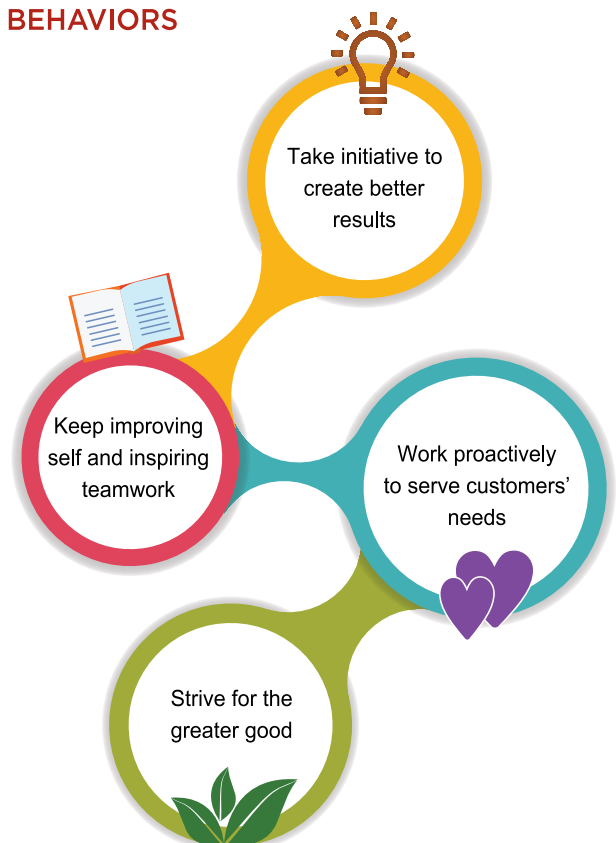 BEHAVIORS
Take initiative to
create better
results
Keep improving
self and inspiring
teamwork
Work proactively
to serve customers’
needs
Strive for the
greater good